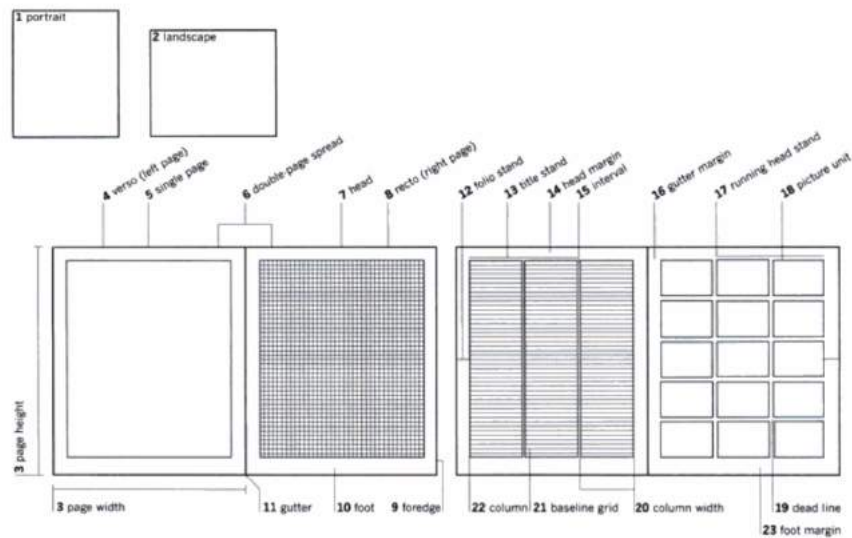 1 portrait
2 landscape
4 verso (left page)
5 single page
6 double-page spread
7 head
8 recto (right page)
12 folio stand
13 title stand
14 head margin
15 interval
16 gutter margin
17 running head stand
18 picture unit
3 page height
3 page width
11 gutter
10 foot
9 foredge
22 column
21 baseline grid
20 column width
19 dead line
23 foot margin